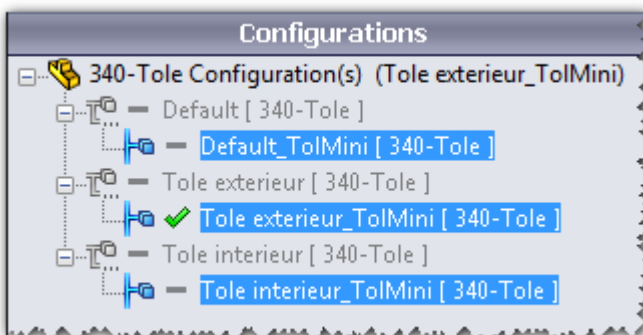 Configurations
340-Tole Configuration(s) (Tole exterieur_TolMini)
Default [ 340-Tole ]
Default_TolMini [ 340-Tole ]
Tole exterieur [ 340-Tole ]
Tole exterieur_TolMini [ 340-Tole ]
Tole interieur [ 340-Tole ]
Tole interieur_TolMini [ 340-Tole ]